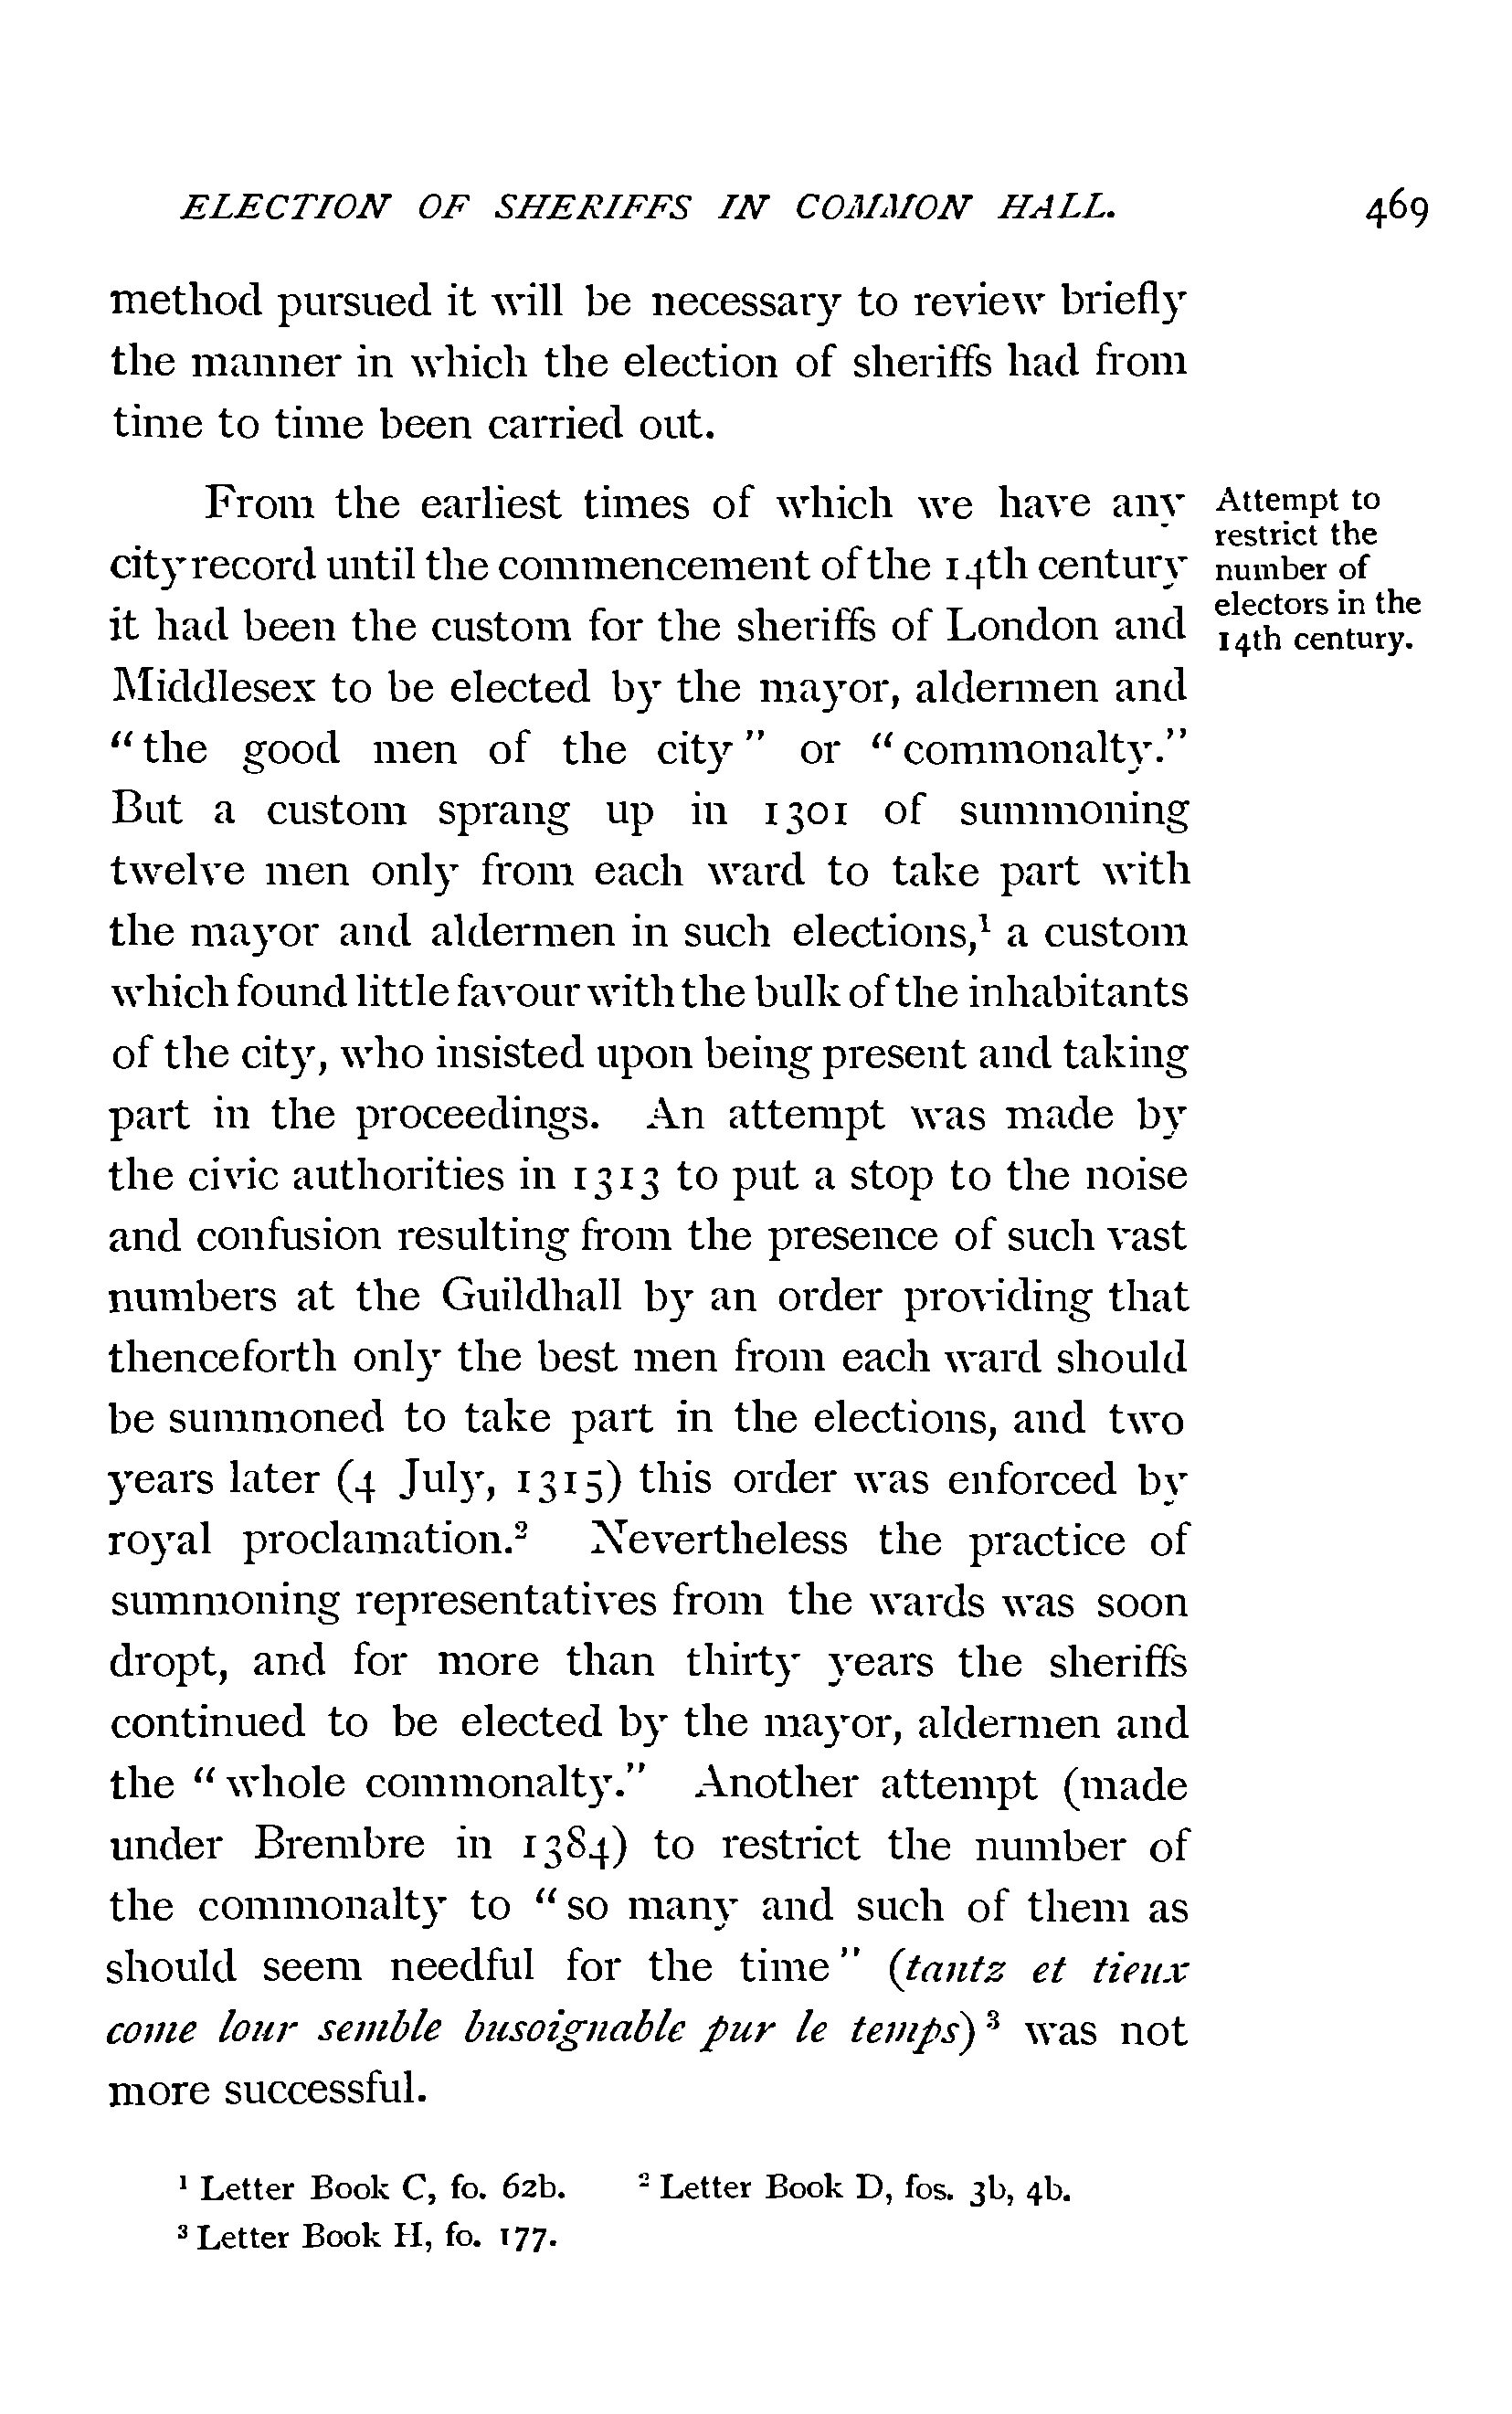 ELECTION OF SHERIFFS IN COMMON HALL. 469
method pursued it will be necessary to review briefly
the manner in which the election of sheriffs had from
time to time been carried out.
From the earliest times of which we have any
city record until the commencement of the 14th century
it had been the custom for the sheriffs of London and
Middlesex to be elected by the mayor, aldermen and
"the good men of the city" or "commonalty."
But a custom sprang up in 1301 of summoning
twelve men only from each ward to take part with
the mayor and aldermen in such elections,¹ a custom
which found little favour with the bulk of the inhabitants
of the city, who insisted upon being present and taking
part in the proceedings. An attempt was made by
the civic authorities in 1313 to put a stop to the noise
and confusion resulting from the presence of such vast
numbers at the Guildhall by an order providing that
thenceforth only the best men from each ward should
be summoned to take part in the elections, and two
years later (4 July, 1315) this order was enforced by
royal proclamation.² Nevertheless the practice of
summoning representatives from the wards was soon
dropt, and for more than thirty years the sheriffs
continued to be elected by the mayor, aldermen and
the "whole commonalty." Another attempt (made
under Brembre in 1384) to restrict the number of
the commonalty to "so many and such of them as
should seem needful for the time" (tantz et tieux
come lour semble busoignable pur le temps)³ was not
more successful.
Attempt to
restrict the
number of
electors in the
14th century.
¹ Letter Book C, fo. 62b. ² Letter Book D, fos. 3b, 4b.
³ Letter Book H, fo. 177.